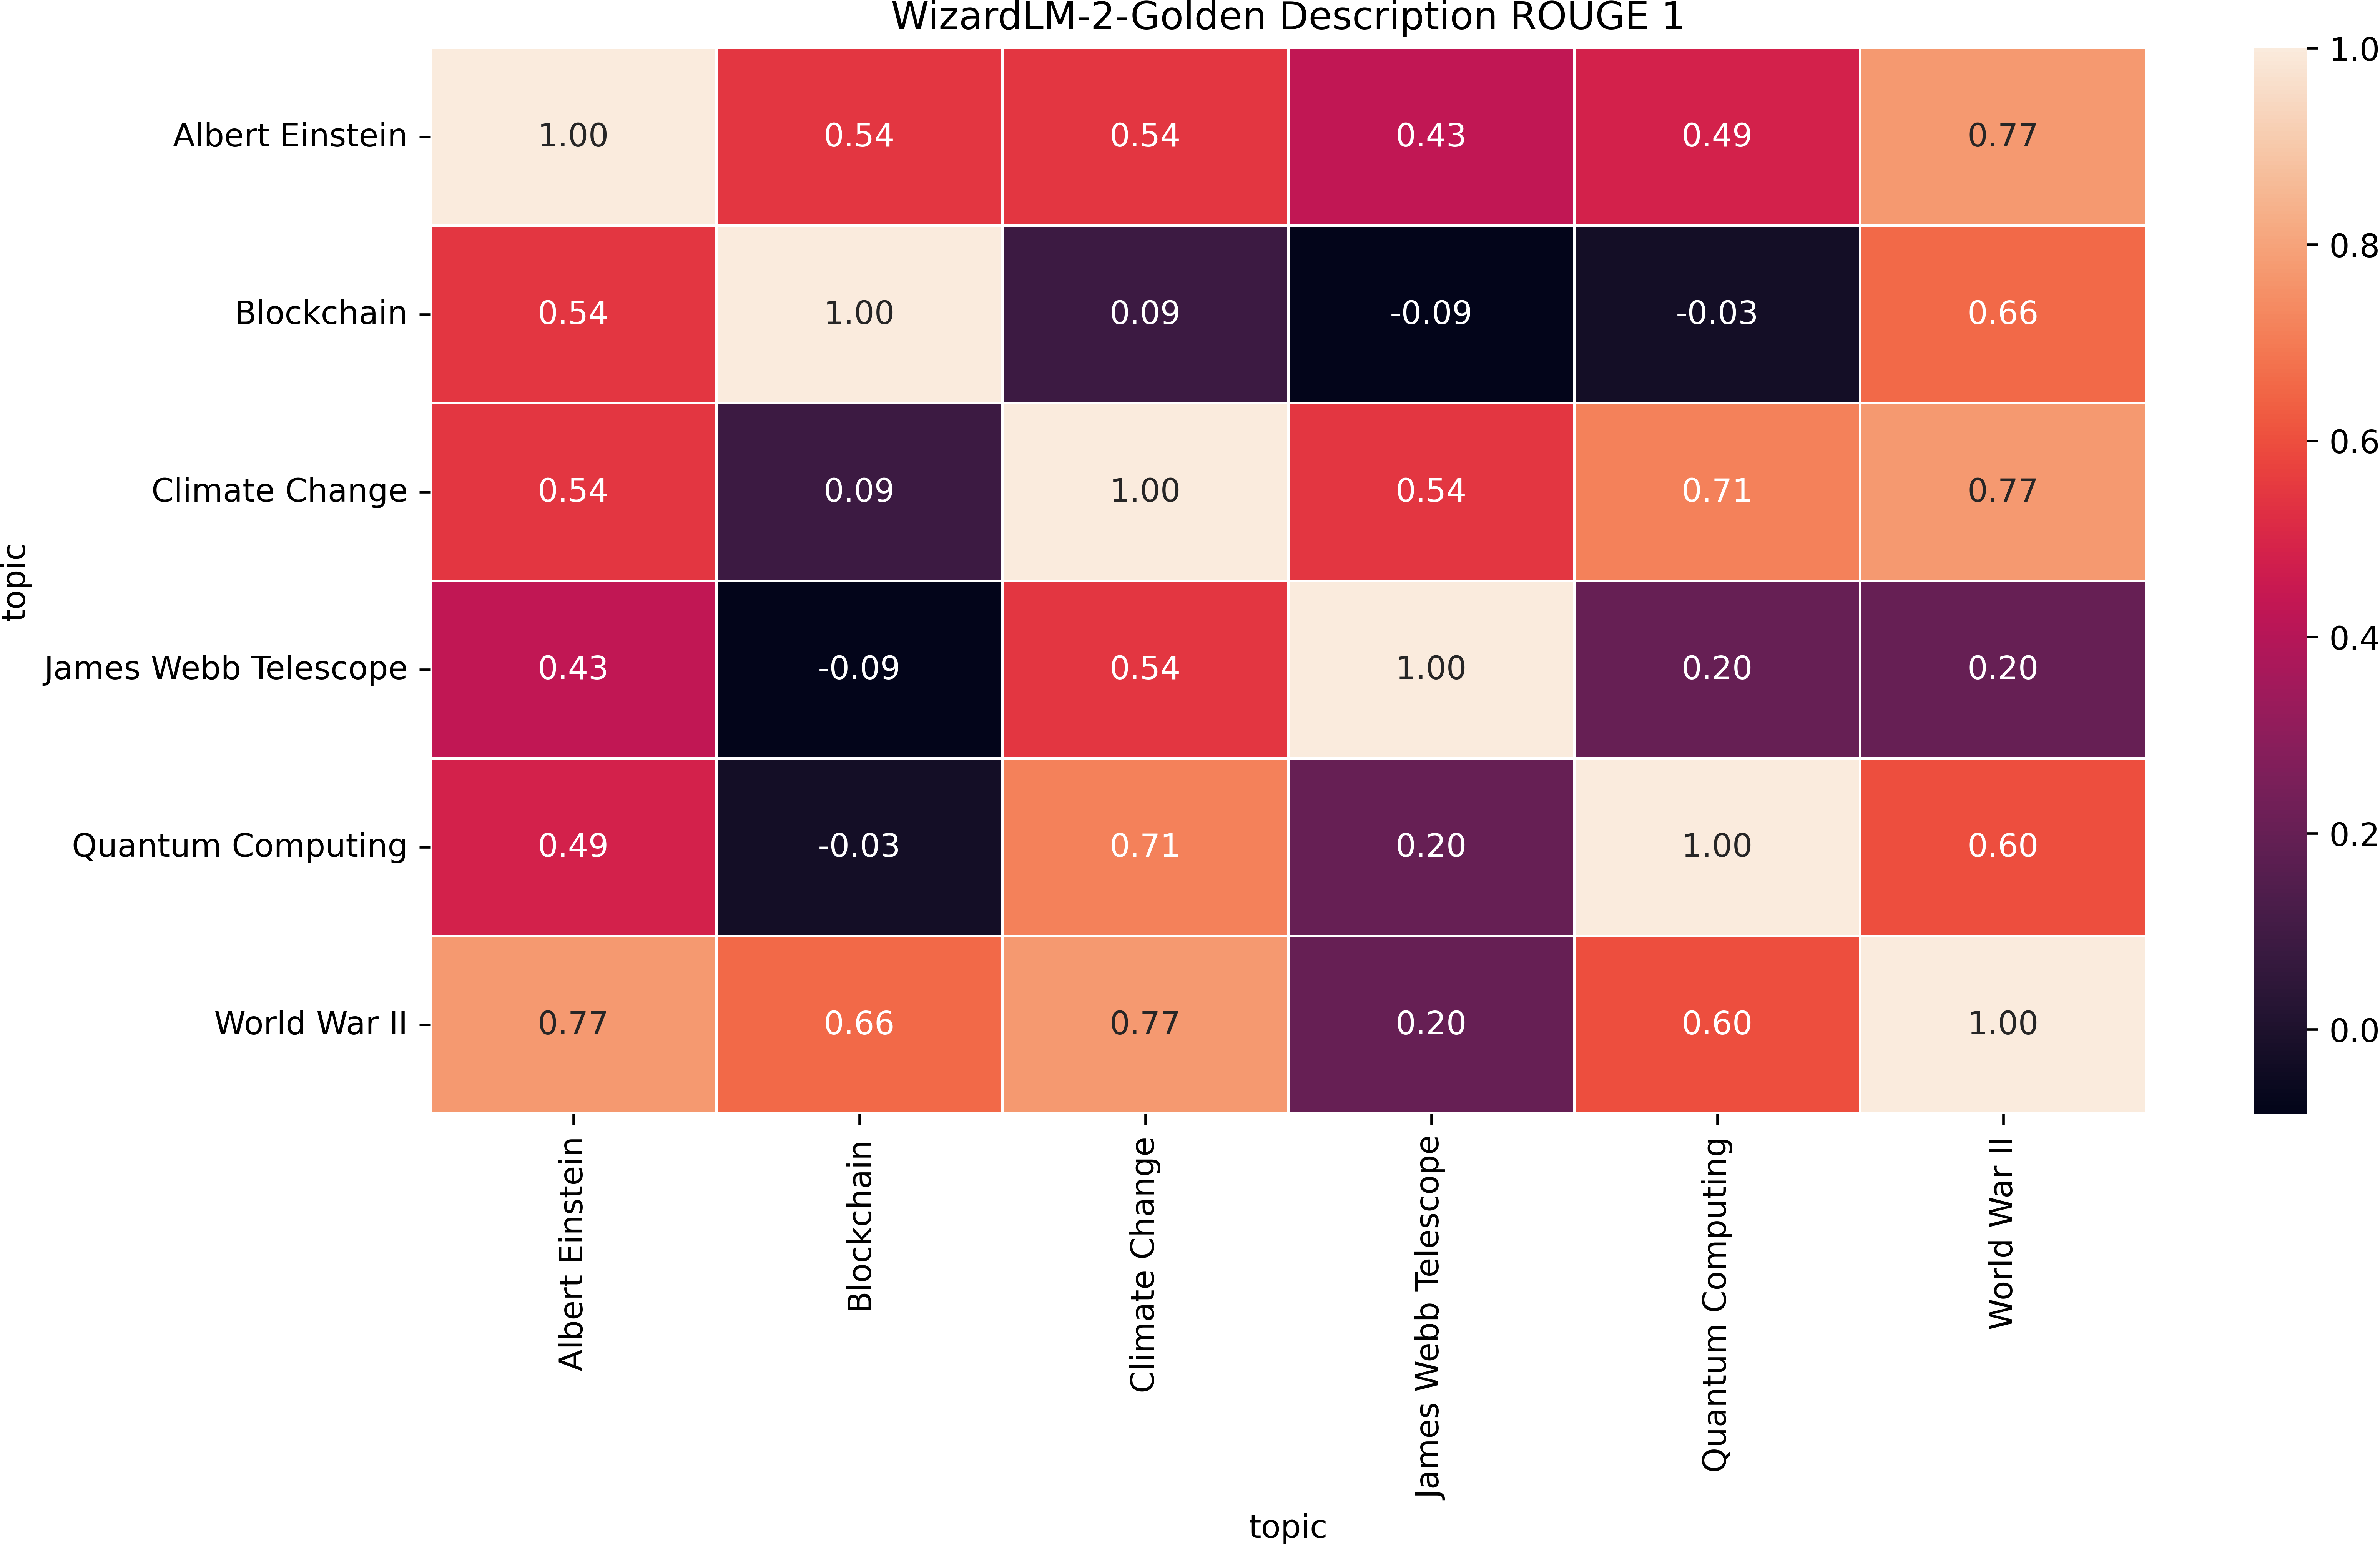 WizardLM-2-Golden Description ROUGE 1
topic
Albert Einstein 1.00 0.54 0.54 0.43 0.49 0.77
Blockchain 0.54 1.00 0.09 -0.09 -0.03 0.66
Climate Change 0.54 0.09 1.00 0.54 0.71 0.77
James Webb Telescope 0.43 -0.09 0.54 1.00 0.20 0.20
Quantum Computing 0.49 -0.03 0.71 0.20 1.00 0.60
World War II 0.77 0.66 0.77 0.20 0.60 1.00
Albert Einstein
Blockchain
Climate Change
James Webb Telescope
Quantum Computing
World War II
topic
1.0
0.8
0.6
0.4
0.2
0.0